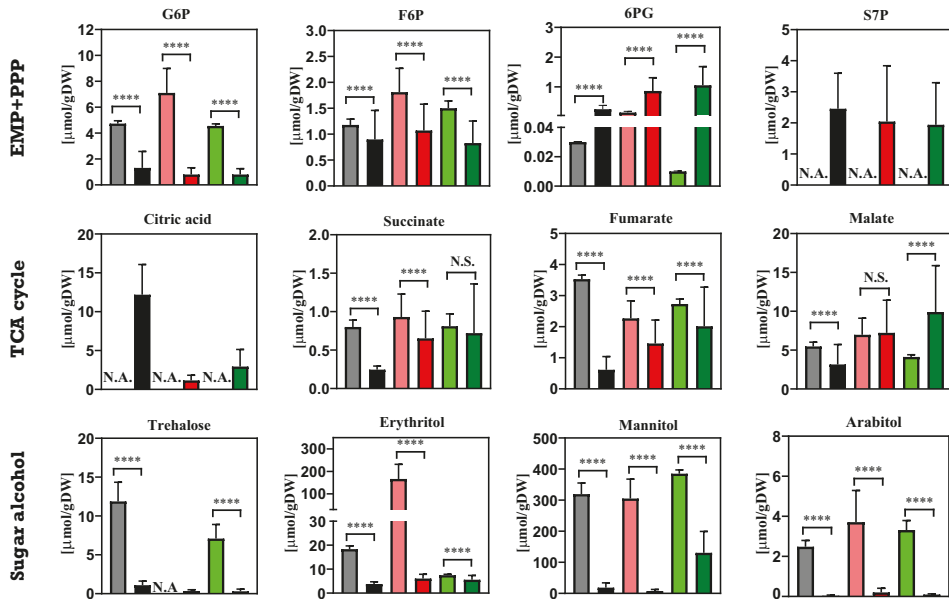 EMP+PPP
G6P
[μmol/gDW]
10
8
6
4
2
0
****
****
****
F6P
[μmol/gDW]
3.0
2.5
2.0
1.5
1.0
0.5
0.0
****
****
****
6PG
[μmol/gDW]
3
2
1
0.04
0.02
0.00
****
****
****
S7P
[μmol/gDW]
5
4
3
2
1
0
N.A.
N.A.
N.A.
TCA cycle
Citric acid
[μmol/gDW]
20
15
10
5
0
N.A.
N.A.
N.A.
Succinate
[μmol/gDW]
2.0
1.5
1.0
0.5
0.0
****
****
N.S.
Fumarate
[μmol/gDW]
5
4
3
2
1
0
****
****
****
Malate
[μmol/gDW]
20
15
10
5
0
****
N.S.
****
Sugar alcohol
Trehalose
[μmol/gDW]
20
15
10
5
0
****
N.A
****
Erythritol
[μmol/gDW]
300
200
100
30
20
10
0
****
****
****
Mannitol
[μmol/gDW]
500
400
300
200
100
0
****
****
****
Arabitol
[μmol/gDW]
8
6
4
2
0
****
****
****